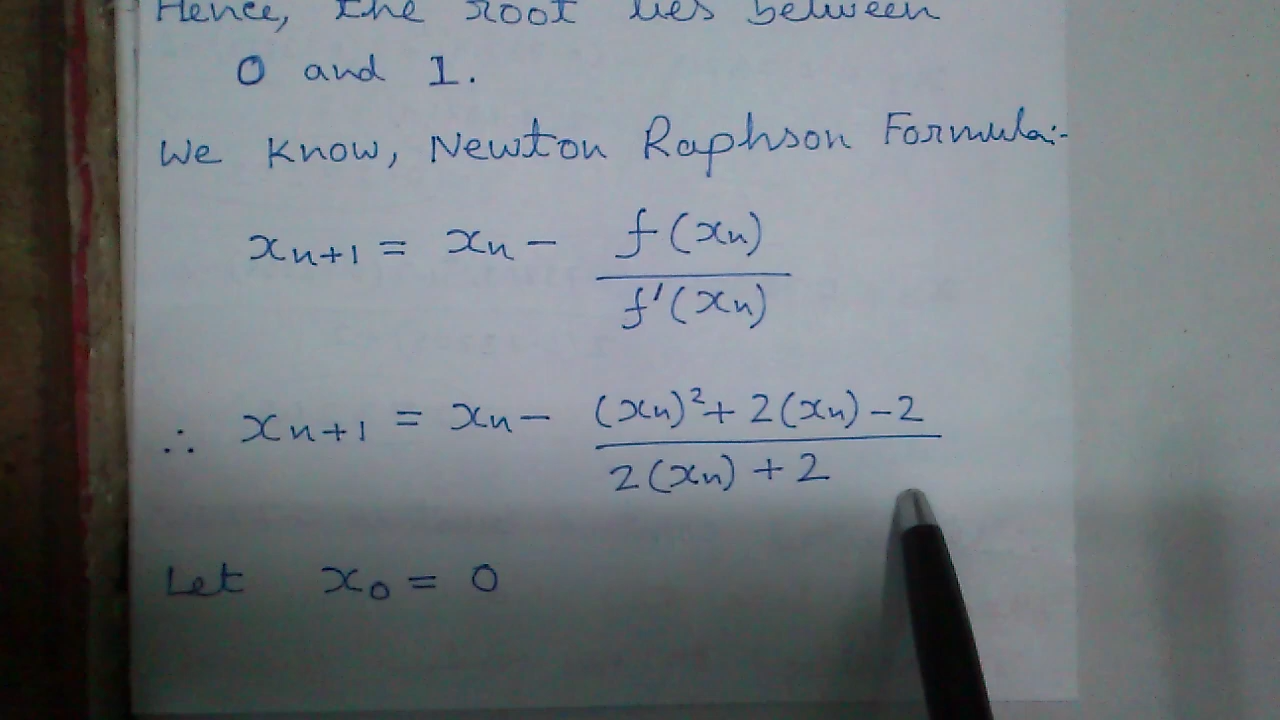 Hence, the root lies between
0 and 1.
We Know, Newton Raphson Formula:-
xn+1 = xn - f(xn)
f'(xn)
∴ xn+1 = xn - (xn)²+ 2(xn) -2
2(xn) + 2
Let x0 = 0